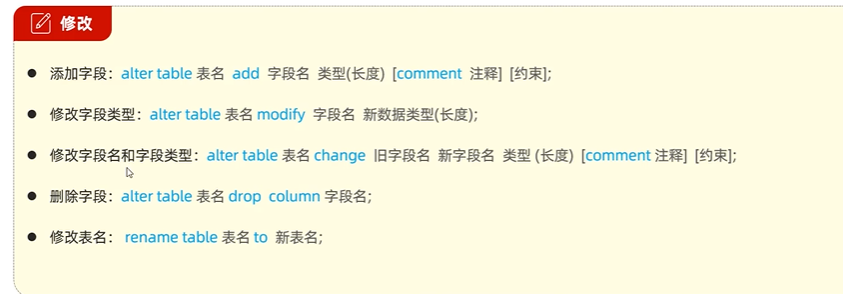 修改
添加字段：alter table 表名 add 字段名 类型(长度) [comment 注释] [约束];
修改字段类型：alter table 表名 modify 字段名 新数据类型(长度);
修改字段名和字段类型：alter table 表名 change 旧字段名 新字段名 类型 (长度) [comment 注释] [约束];
删除字段：alter table 表名 drop column 字段名;
修改表名： rename table 表名 to 新表名;